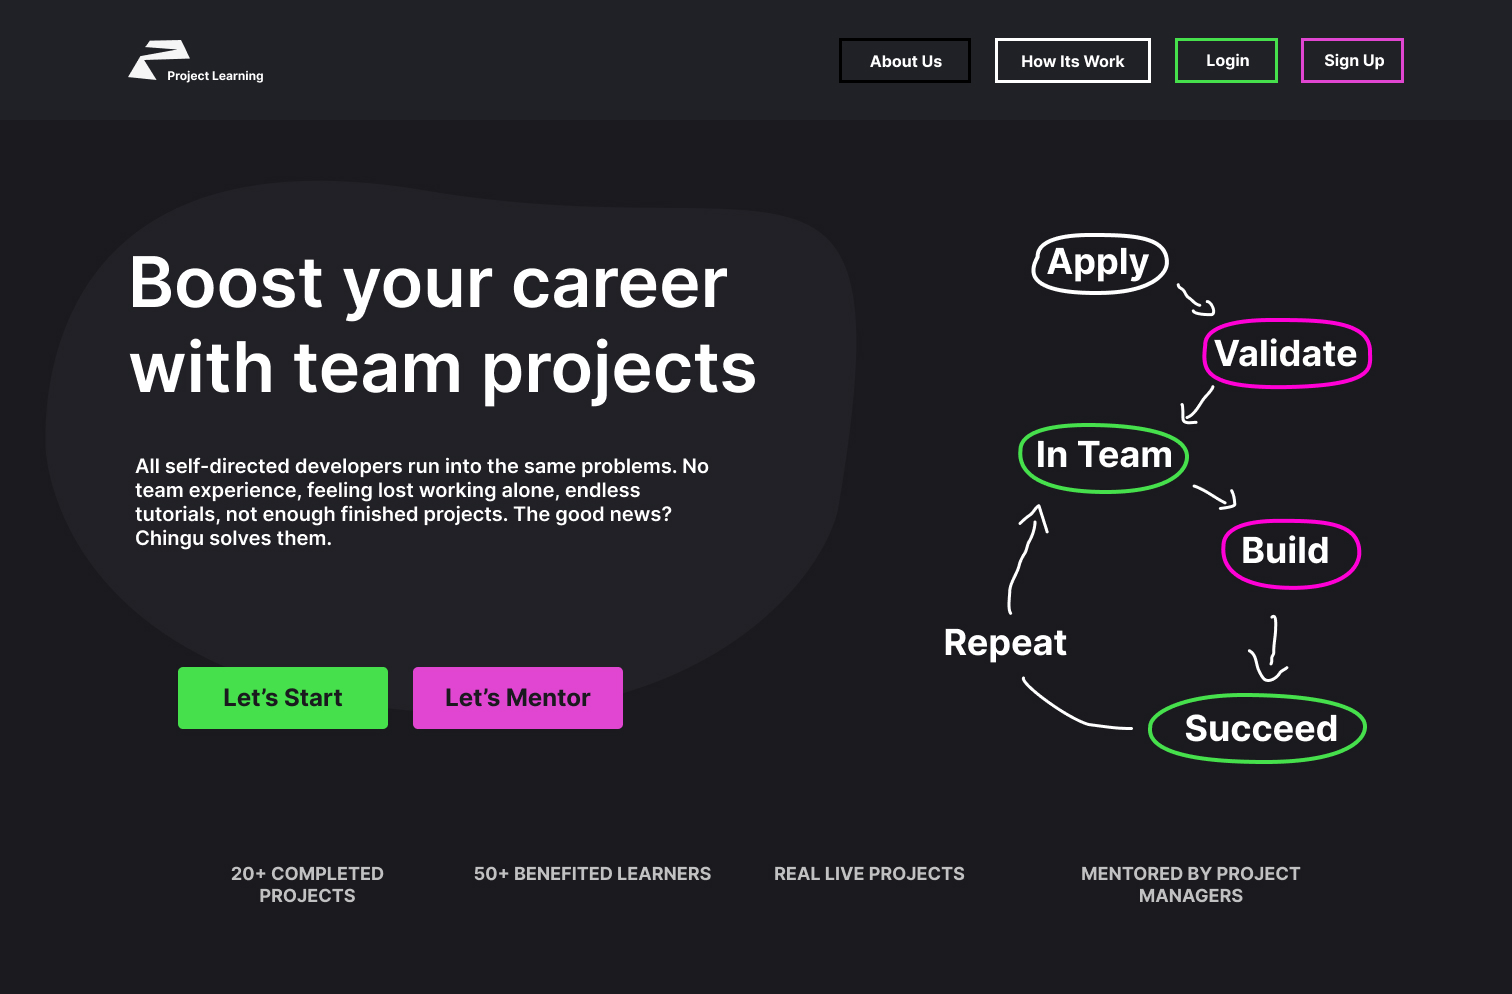 Project Learning
About Us
How Its Work
Login
Sign Up
Boost your career
with team projects
All self-directed developers run into the same problems. No
team experience, feeling lost working alone, endless
tutorials, not enough finished projects. The good news?
Chingu solves them.
Let’s Start
Let’s Mentor
Apply
Validate
In Team
Build
Repeat
Succeed
20+ COMPLETED
PROJECTS
50+ BENEFITED LEARNERS
REAL LIVE PROJECTS
MENTORED BY PROJECT
MANAGERS